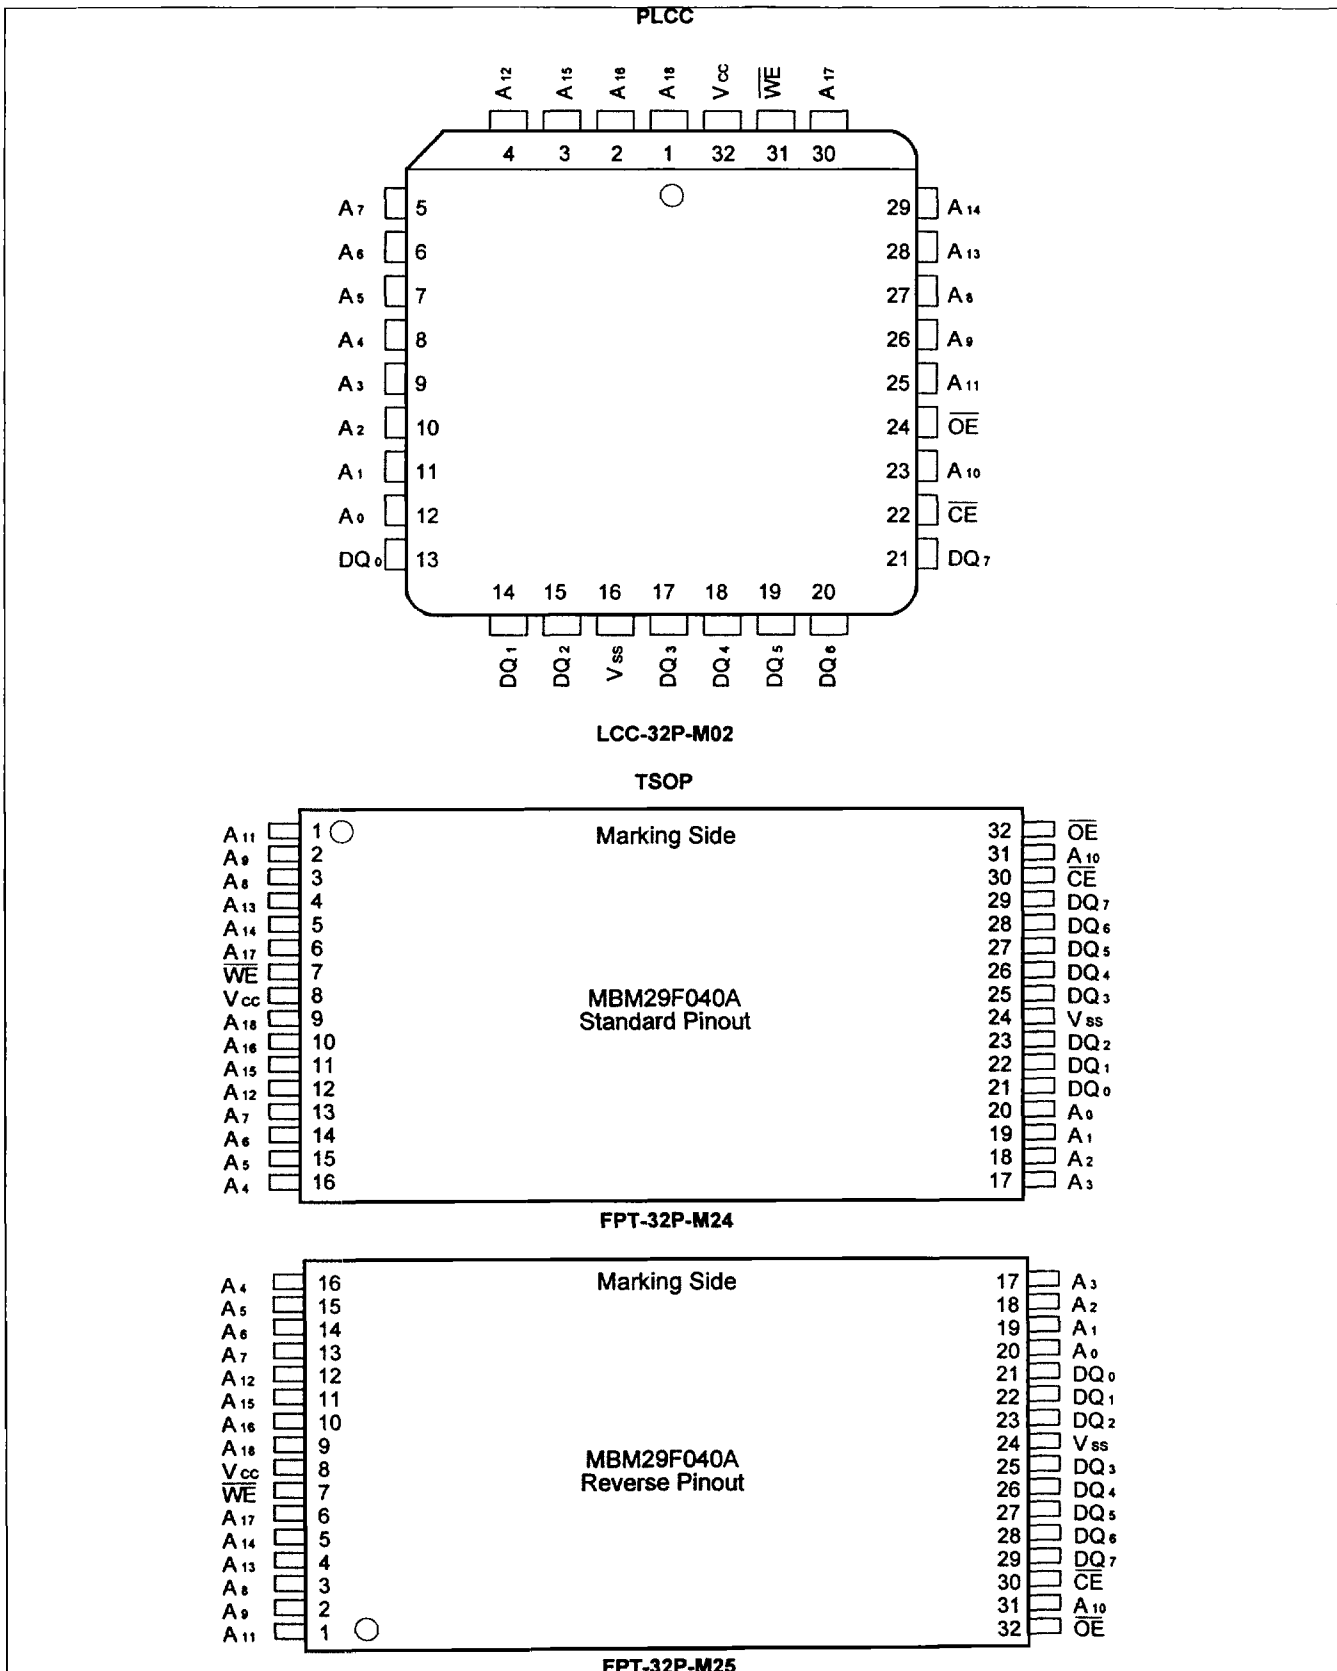 PLCC
A12 A15 A16 A18 VCC WE A17
4 3 2 1 32 31 30
A7 5 29 A14
A6 6 28 A13
A5 7 27 A8
A4 8 26 A9
A3 9 25 A11
A2 10 24 OE
A1 11 23 A10
A0 12 22 CE
DQ0 13 21 DQ7
14 15 16 17 18 19 20
DQ1 DQ2 VSS DQ3 DQ4 DQ5 DQ6
LCC-32P-M02
TSOP
Marking Side
A11 1 32 OE
A9 2 31 A10
A8 3 30 CE
A13 4 29 DQ7
A14 5 28 DQ6
A17 6 27 DQ5
WE 7 26 DQ4
VCC 8 25 DQ3
MBM29F040A
Standard Pinout
A18 9 24 VSS
A16 10 23 DQ2
A15 11 22 DQ1
A12 12 21 DQ0
A7 13 20 A0
A6 14 19 A1
A5 15 18 A2
A4 16 17 A3
FPT-32P-M24
Marking Side
A4 16 17 A3
A5 15 18 A2
A6 14 19 A1
A7 13 20 A0
A12 12 21 DQ0
A15 11 22 DQ1
A16 10 23 DQ2
A18 9 24 VSS
MBM29F040A
Reverse Pinout
VCC 8 25 DQ3
WE 7 26 DQ4
A17 6 27 DQ5
A14 5 28 DQ6
A13 4 29 DQ7
A8 3 30 CE
A9 2 31 A10
A11 1 32 OE
FPT-32P-M25